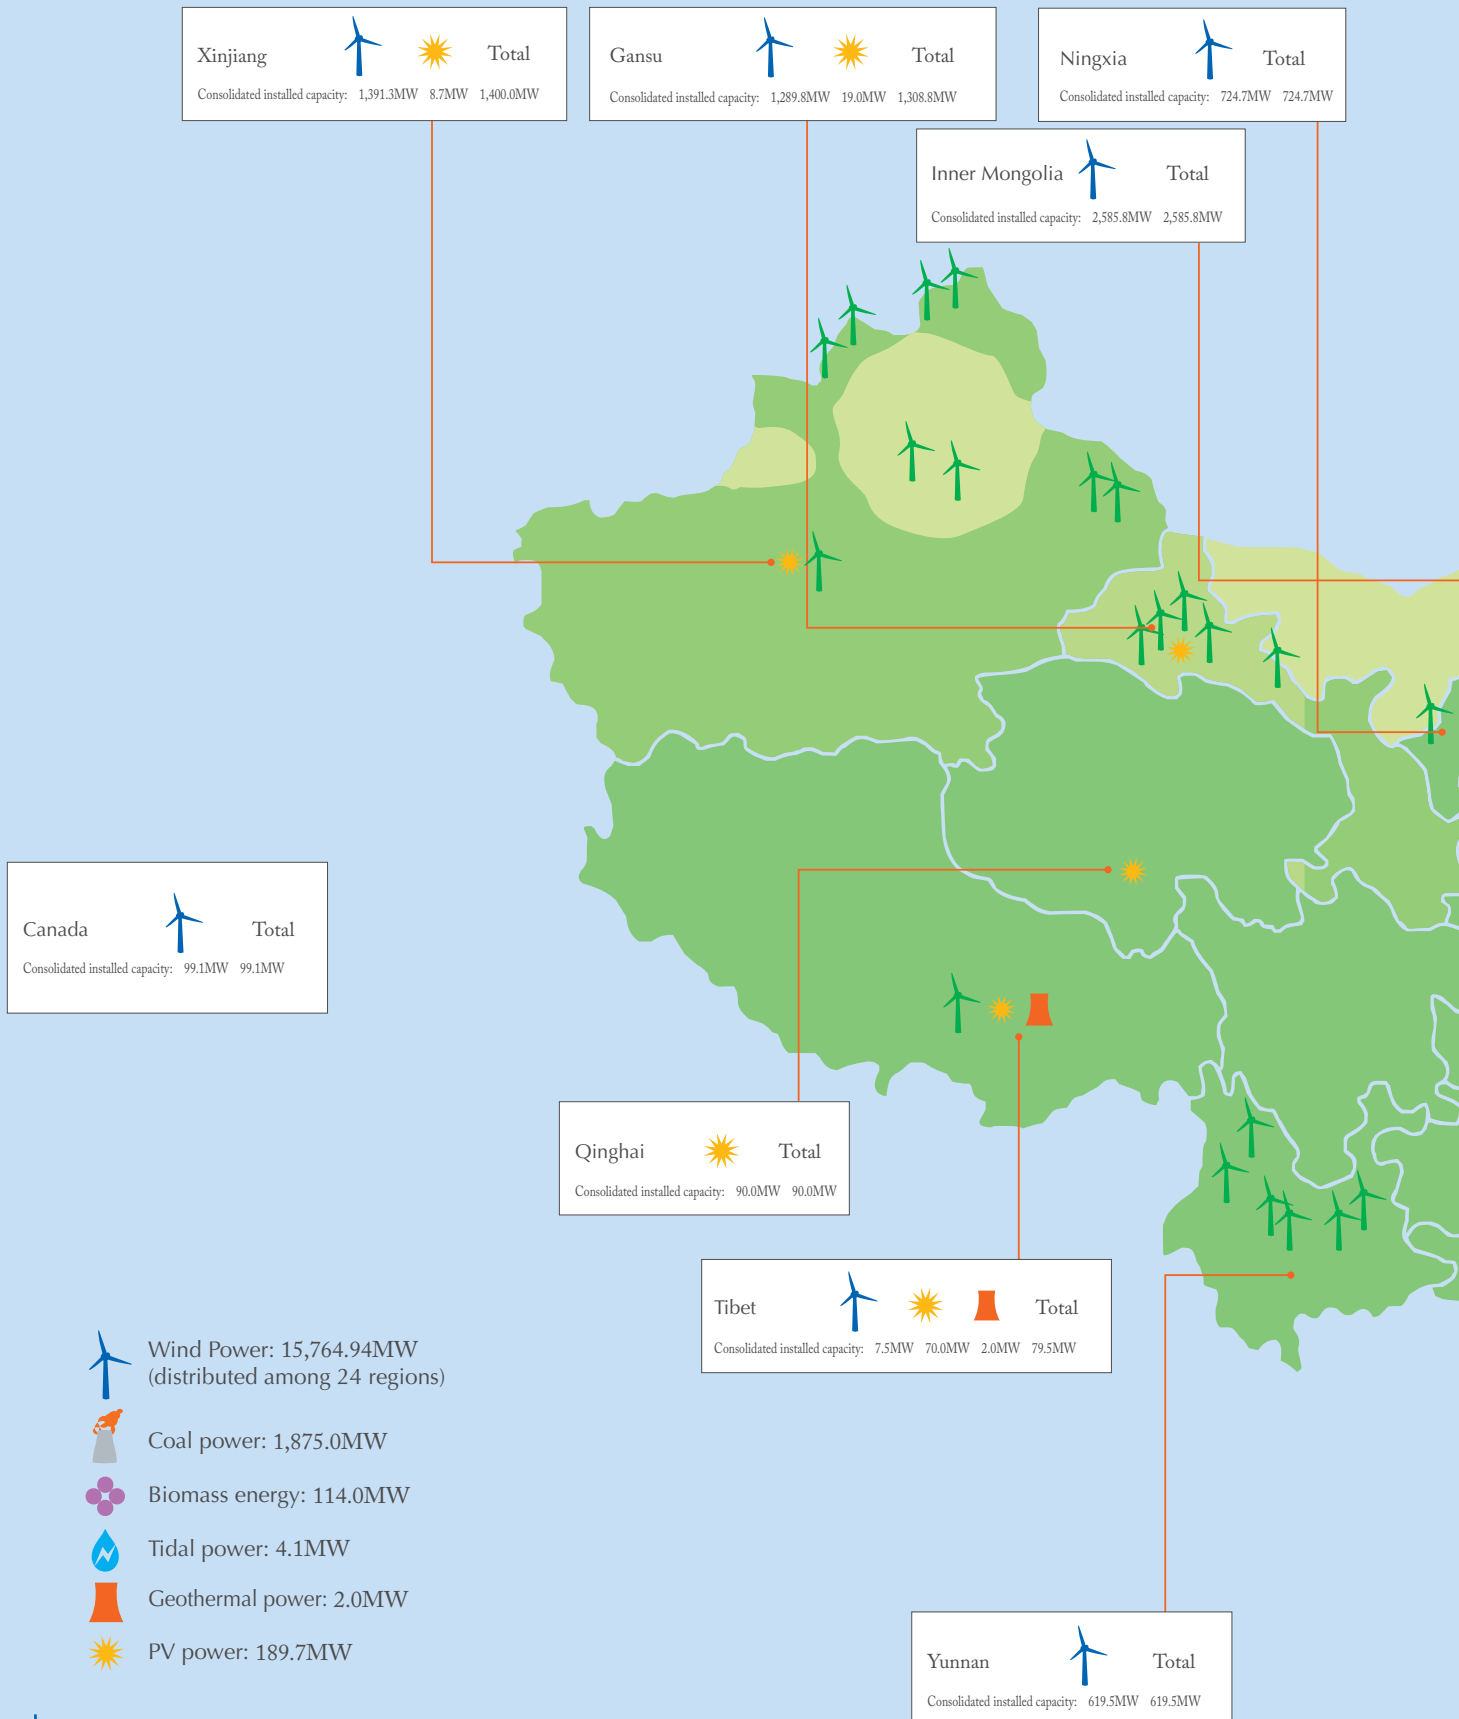 Xinjiang Total
Consolidated installed capacity: 1,391.3MW 8.7MW 1,400.0MW
Gansu Total
Consolidated installed capacity: 1,289.8MW 19.0MW 1,308.8MW
Ningxia Total
Consolidated installed capacity: 724.7MW 724.7MW
Inner Mongolia Total
Consolidated installed capacity: 2,585.8MW 2,585.8MW
Canada Total
Consolidated installed capacity: 99.1MW 99.1MW
Qinghai Total
Consolidated installed capacity: 90.0MW 90.0MW
Tibet Total
Consolidated installed capacity: 7.5MW 70.0MW 2.0MW 79.5MW
Wind Power: 15,764.94MW
(distributed among 24 regions)
Coal power: 1,875.0MW
Biomass energy: 114.0MW
Tidal power: 4.1MW
Geothermal power: 2.0MW
PV power: 189.7MW
Yunnan Total
Consolidated installed capacity: 619.5MW 619.5MW